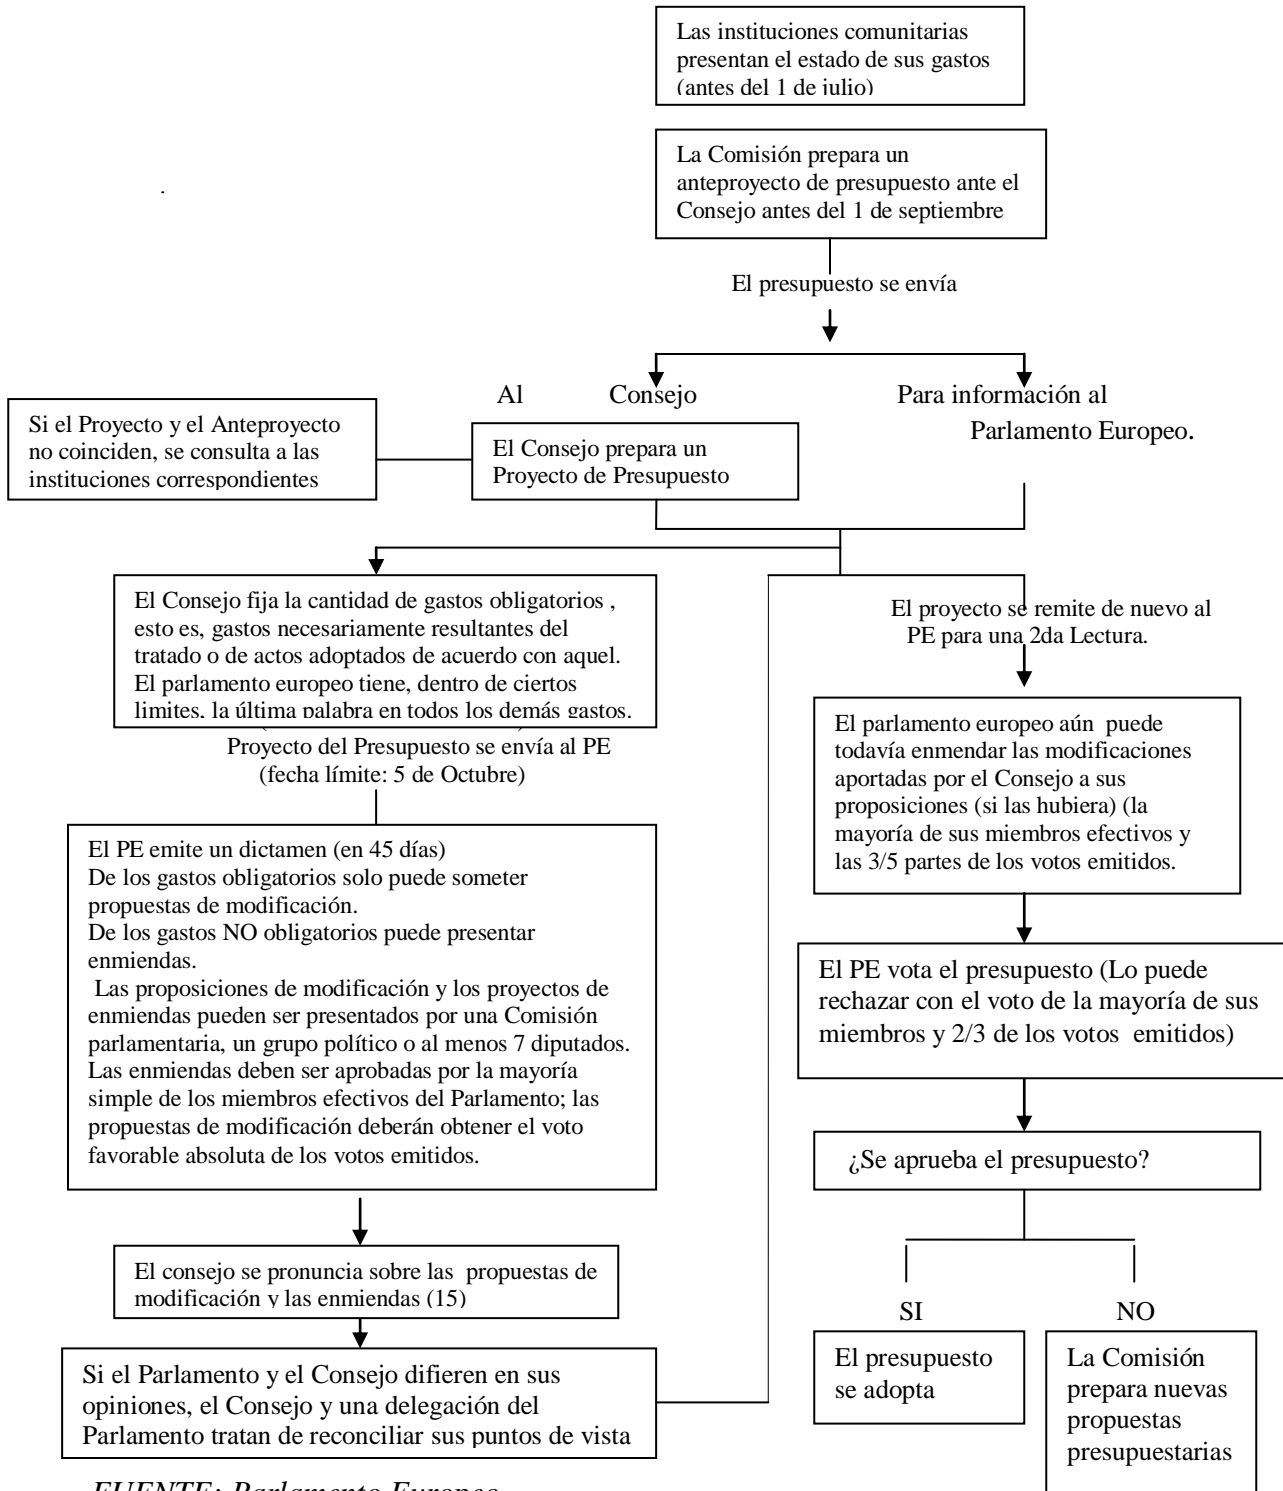 Las instituciones comunitarias
presentan el estado de sus gastos
(antes del 1 de julio)
La Comisión prepara un
anteproyecto de presupuesto ante el
Consejo antes del 1 de septiembre
El presupuesto se envía
Al Consejo
Para información al
Parlamento Europeo.
Si el Proyecto y el Anteproyecto
no coinciden, se consulta a las
instituciones correspondientes
El Consejo prepara un
Proyecto de Presupuesto
El Consejo fija la cantidad de gastos obligatorios ,
esto es, gastos necesariamente resultantes del
tratado o de actos adoptados de acuerdo con aquel.
El parlamento europeo tiene, dentro de ciertos
limites, la última palabra en todos los demás gastos.
Proyecto del Presupuesto se envía al PE
(fecha límite: 5 de Octubre)
El PE emite un dictamen (en 45 días)
De los gastos obligatorios solo puede someter
propuestas de modificación.
De los gastos NO obligatorios puede presentar
enmiendas.
Las proposiciones de modificación y los proyectos de
enmiendas pueden ser presentados por una Comisión
parlamentaria, un grupo político o al menos 7 diputados.
Las enmiendas deben ser aprobadas por la mayoría
simple de los miembros efectivos del Parlamento; las
propuestas de modificación deberán obtener el voto
favorable absoluta de los votos emitidos.
El consejo se pronuncia sobre las propuestas de
modificación y las enmiendas (15)
Si el Parlamento y el Consejo difieren en sus
opiniones, el Consejo y una delegación del
Parlamento tratan de reconciliar sus puntos de vista
El proyecto se remite de nuevo al
PE para una 2da Lectura.
El parlamento europeo aún puede
todavía enmendar las modificaciones
aportadas por el Consejo a sus
proposiciones (si las hubiera) (la
mayoría de sus miembros efectivos y
las 3/5 partes de los votos emitidos.
El PE vota el presupuesto (Lo puede
rechazar con el voto de la mayoría de sus
miembros y 2/3 de los votos emitidos)
¿Se aprueba el presupuesto?
SI
NO
El presupuesto
se adopta
La Comisión
prepara nuevas
propuestas
presupuestarias
FUENTE: Parlamento Europeo